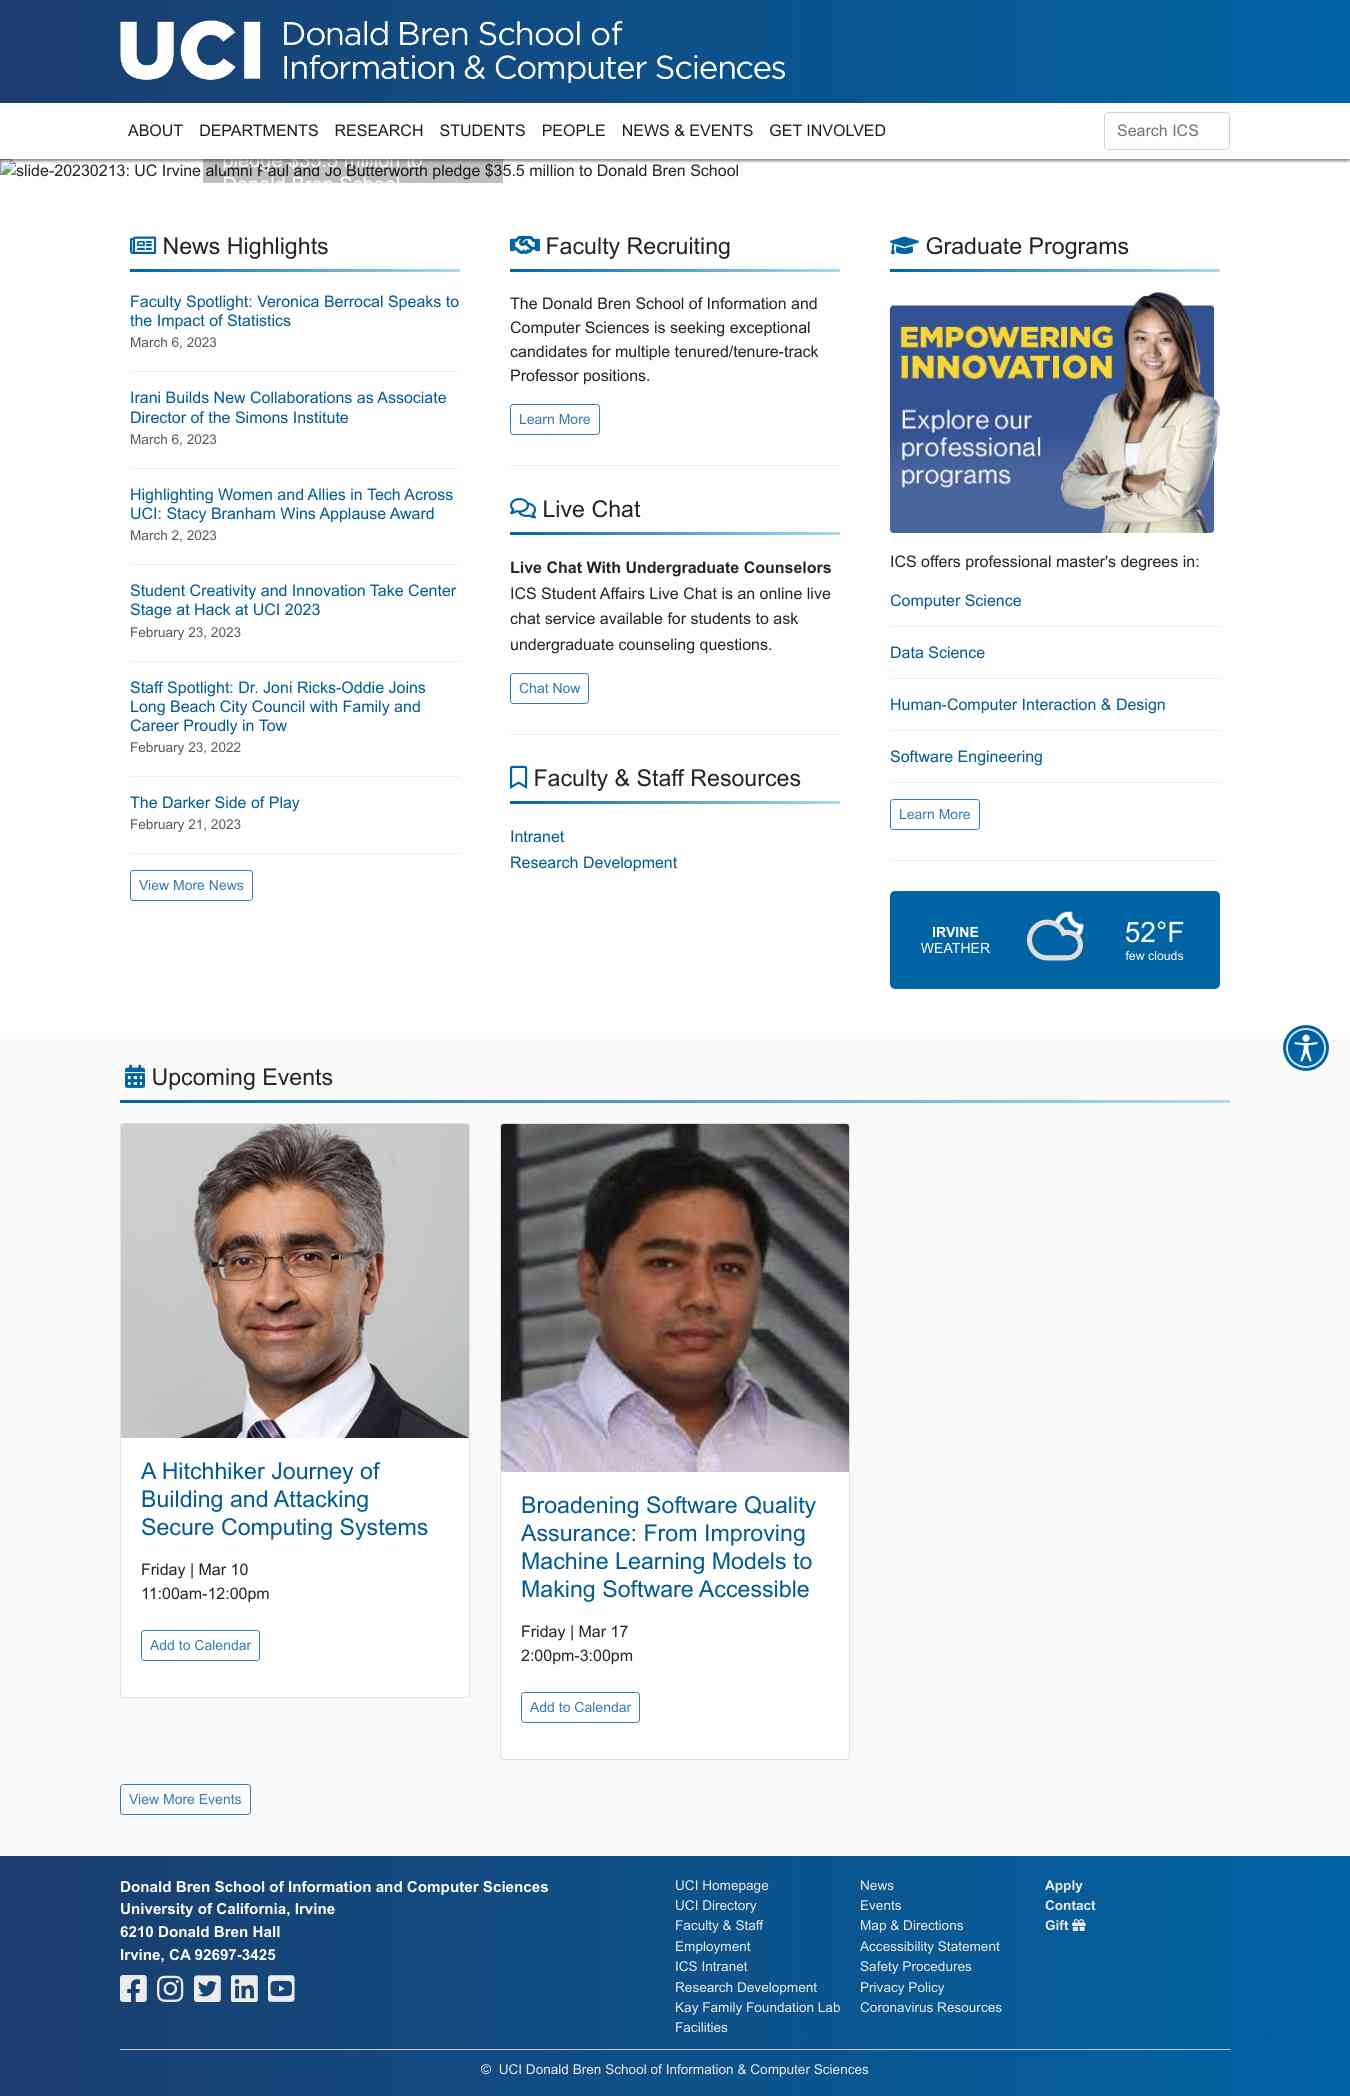 UCI Donald Bren School of
Information & Computer Sciences
ABOUT DEPARTMENTS RESEARCH STUDENTS PEOPLE NEWS & EVENTS GET INVOLVED Search ICS
pledge $35.5 million to
slide-20230213: UC Irvine alumni Paul and Jo Butterworth pledge $35.5 million to Donald Bren School
Donald Bren School
News Highlights
Faculty Spotlight: Veronica Berrocal Speaks to
the Impact of Statistics
March 6, 2023
Irani Builds New Collaborations as Associate
Director of the Simons Institute
March 6, 2023
Highlighting Women and Allies in Tech Across
UCI: Stacy Branham Wins Applause Award
March 2, 2023
Student Creativity and Innovation Take Center
Stage at Hack at UCI 2023
February 23, 2023
Staff Spotlight: Dr. Joni Ricks-Oddie Joins
Long Beach City Council with Family and
Career Proudly in Tow
February 23, 2022
The Darker Side of Play
February 21, 2023
View More News
Faculty Recruiting
The Donald Bren School of Information and
Computer Sciences is seeking exceptional
candidates for multiple tenured/tenure-track
Professor positions.
Learn More
Live Chat
Live Chat With Undergraduate Counselors
ICS Student Affairs Live Chat is an online live
chat service available for students to ask
undergraduate counseling questions.
Chat Now
Faculty & Staff Resources
Intranet
Research Development
Graduate Programs
EMPOWERING
INNOVATION
Explore our
professional
programs
ICS offers professional master's degrees in:
Computer Science
Data Science
Human-Computer Interaction & Design
Software Engineering
Learn More
IRVINE
WEATHER
52°F
few clouds
Upcoming Events
A Hitchhiker Journey of
Building and Attacking
Secure Computing Systems
Friday | Mar 10
11:00am-12:00pm
Add to Calendar
Broadening Software Quality
Assurance: From Improving
Machine Learning Models to
Making Software Accessible
Friday | Mar 17
2:00pm-3:00pm
Add to Calendar
View More Events
Donald Bren School of Information and Computer Sciences
University of California, Irvine
6210 Donald Bren Hall
Irvine, CA 92697-3425
UCI Homepage
UCI Directory
Faculty & Staff
Employment
ICS Intranet
Research Development
Kay Family Foundation Lab
Facilities
News
Events
Map & Directions
Accessibility Statement
Safety Procedures
Privacy Policy
Coronavirus Resources
Apply
Contact
Gift
© UCI Donald Bren School of Information & Computer Sciences